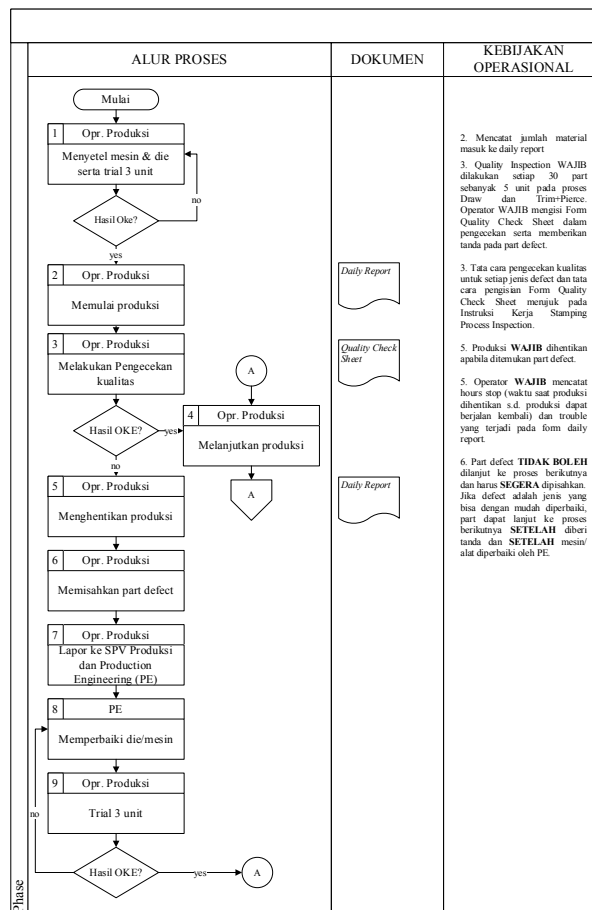 ALUR PROSES
DOKUMEN
KEBIJAKAN
OPERASIONAL
Mulai
1 Opr. Produksi
Menyetel mesin & die
serta trial 3 unit
no
Hasil Oke?
yes
2 Opr. Produksi
Memulai produksi
3 Opr. Produksi
Melakukan Pengecekan
kualitas
Hasil OKE?
yes
no
A
4 Opr. Produksi
Melanjutkan produksi
A
5 Opr. Produksi
Menghentikan produksi
6 Opr. Produksi
Memisahkan part defect
7 Opr. Produksi
Lapor ke SPV Produksi
dan Production
Engineering (PE)
8 PE
Memperbaiki die/mesin
9 Opr. Produksi
Trial 3 unit
no
Hasil OKE?
yes
A
Phase
Daily Report
Quality Check
Sheet
Daily Report
2. Mencatat jumlah material
masuk ke daily report
3. Quality Inspection WAJIB
dilakukan setiap 30 part
sebanyak 5 unit pada proses
Draw dan Trim+Pierce.
Operator WAJIB mengisi Form
Quality Check Sheet dalam
pengecekan serta memberikan
tanda pada part defect.
3. Tata cara pengecekan kualitas
untuk setiap jenis defect dan tata
cara pengisian Form Quality
Check Sheet merujuk pada
Instruksi Kerja Stamping
Process Inspection.
5. Produksi WAJIB dihentikan
apabila ditemukan part defect.
5. Operator WAJIB mencatat
hours stop (waktu saat produksi
dihentikan s.d. produksi dapat
berjalan kembali) dan trouble
yang terjadi pada form daily
report.
6. Part defect TIDAK BOLEH
dilanjut ke proses berikutnya
dan harus SEGERA dipisahkan.
Jika defect adalah jenis yang
bisa dengan mudah diperbaiki,
part dapat lanjut ke proses
berikutnya SETELAH diberi
tanda dan SETELAH mesin/
alat diperbaiki oleh PE.